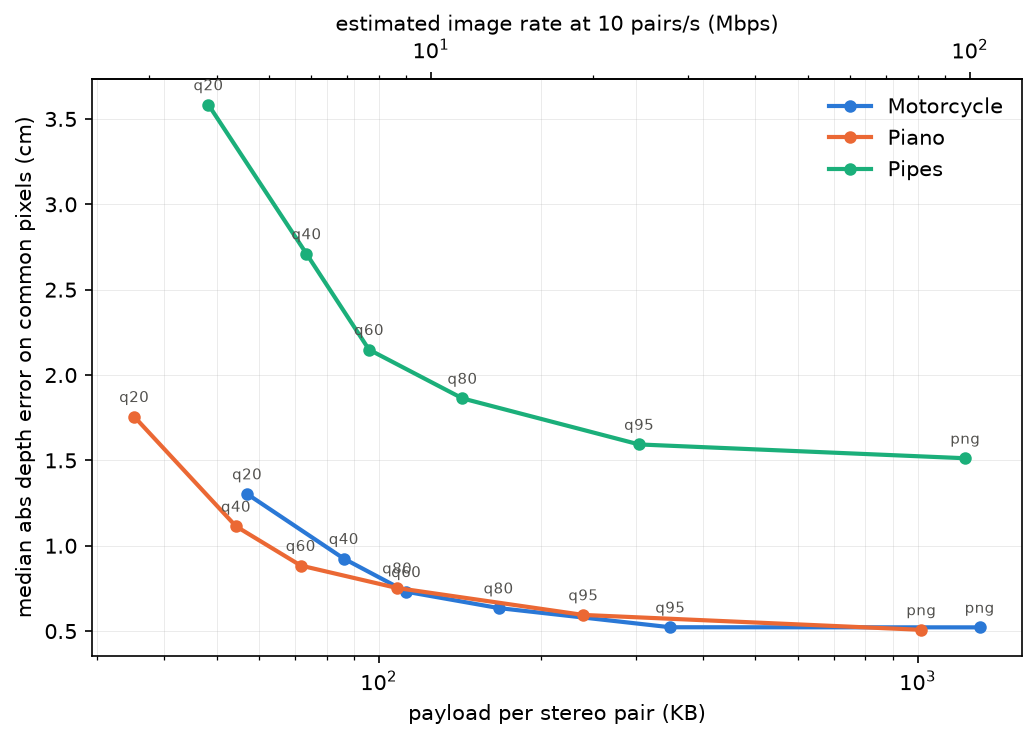 estimated image rate at 10 pairs/s (Mbps)
10¹ 10²
q20
Motorcycle
Piano
Pipes
3.5
3.0
2.5
2.0
1.5
1.0
0.5
median abs depth error on common pixels (cm)
q40
q60
q80
q95
png
q20
q40
q60
q80
q95
png
q20
q40
q60
q80
q95
png
10² 10³
payload per stereo pair (KB)